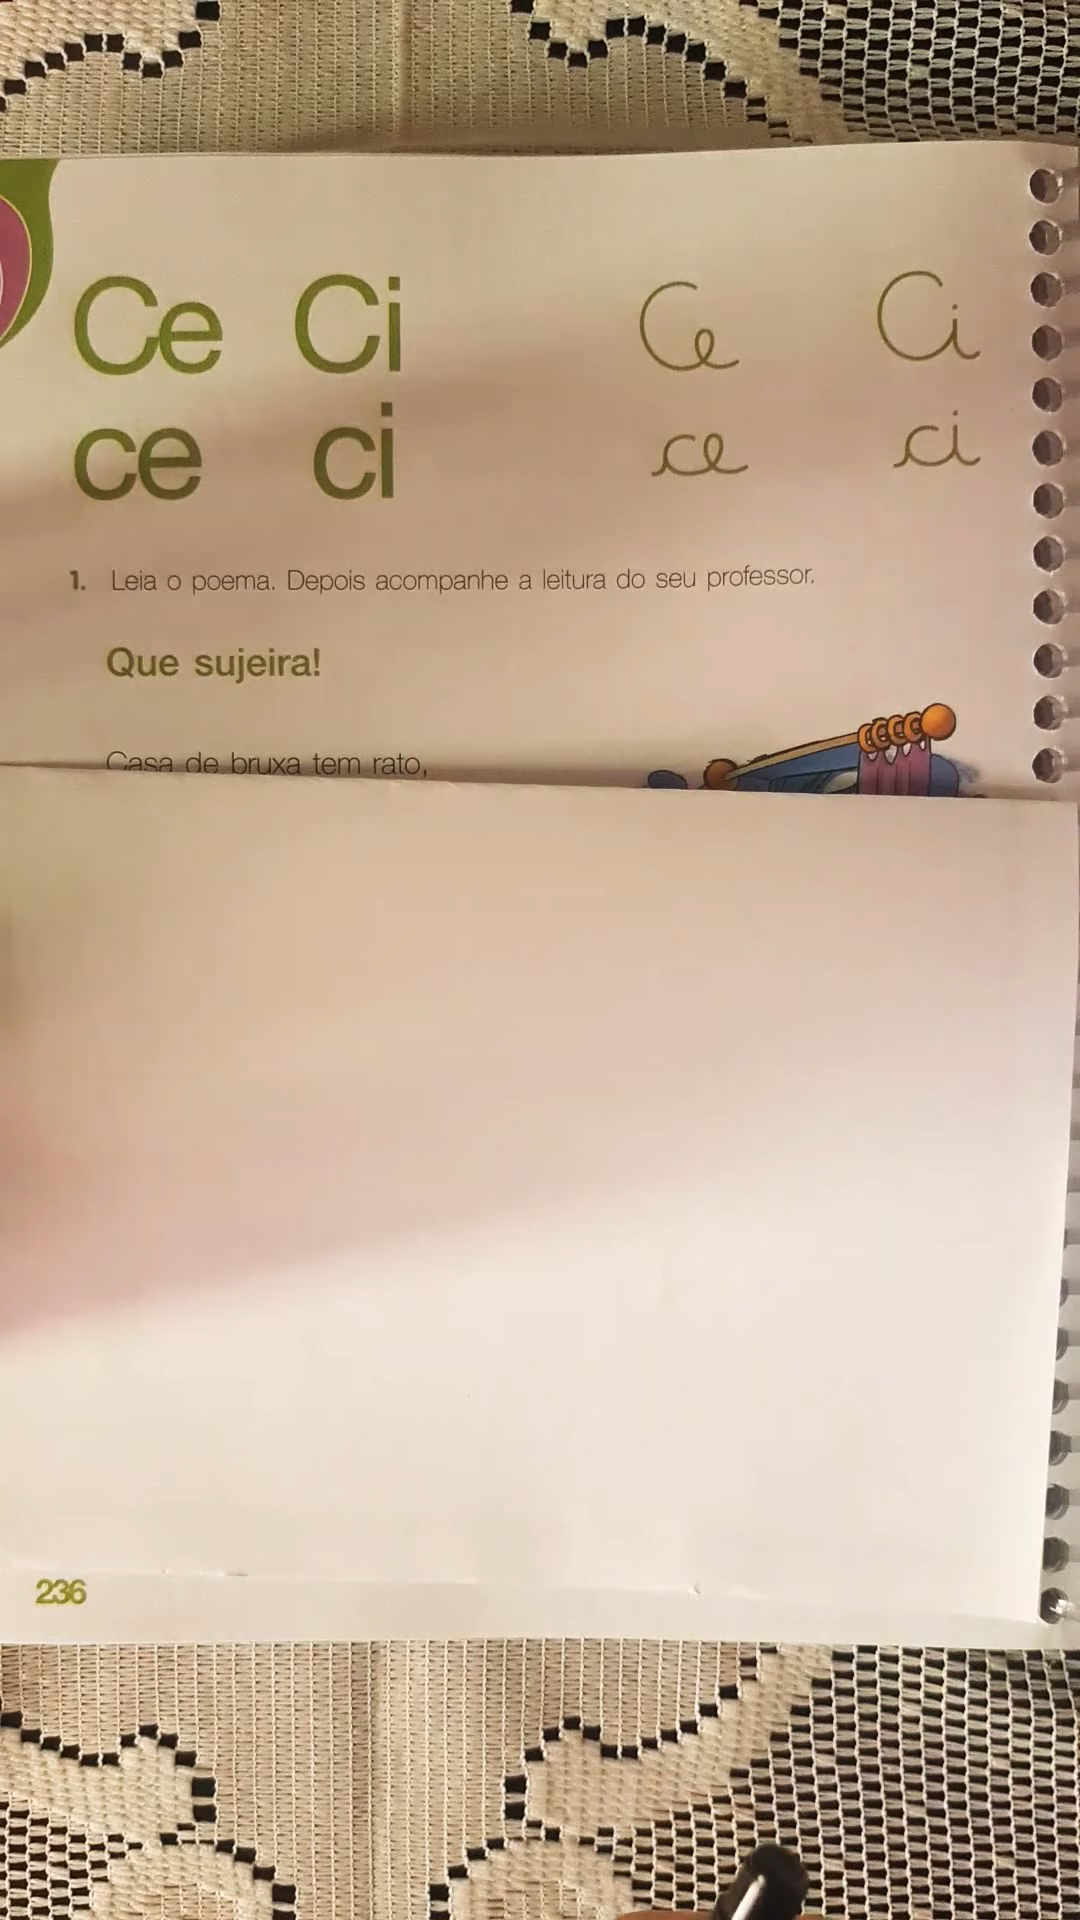 Ce Ci Ce Ci
ce ci ce ci
1. Leia o poema. Depois acompanhe a leitura do seu professor.
Que sujeira!
Casa de bruxa tem rato,
236